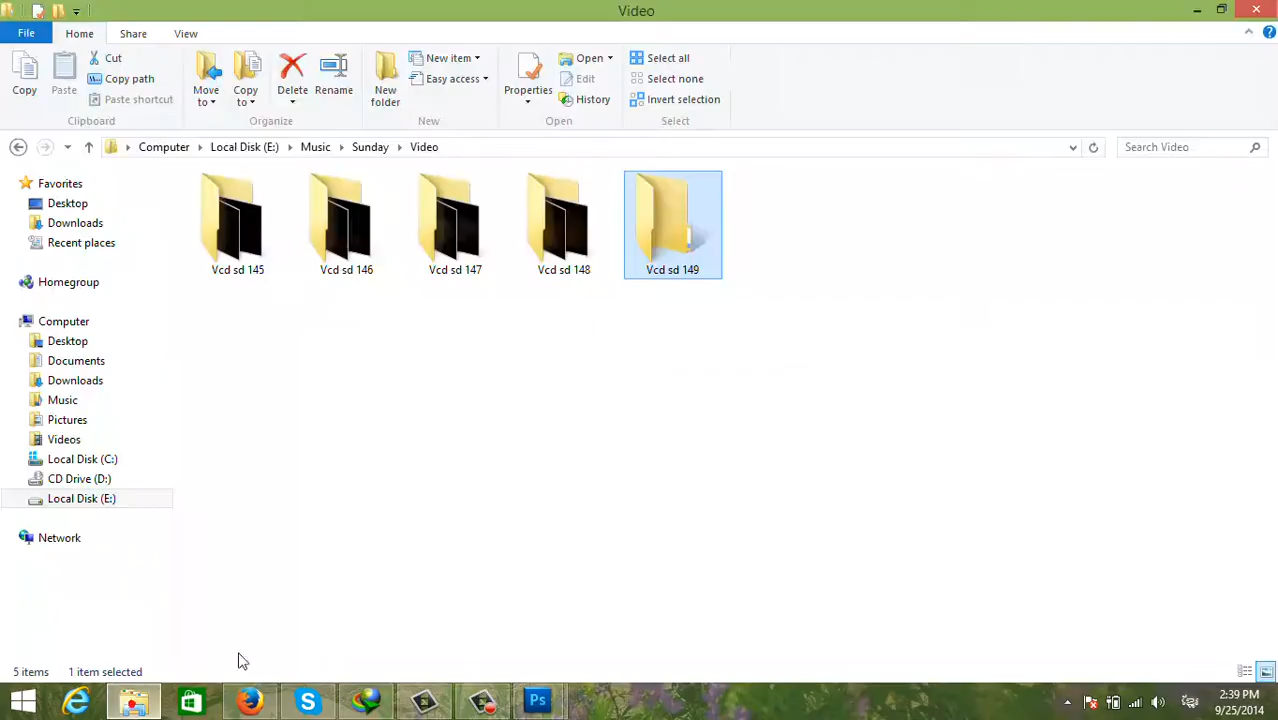 Video
File Home Share View
Copy
Paste
Cut
Copy path
Paste shortcut
Clipboard
Move to
Copy to
Delete
Rename
Organize
New folder
New item
Easy access
New
Properties
Open
Edit
History
Open
Select all
Select none
Invert selection
Select
Computer Local Disk (E:) Music Sunday Video
Search Video
Favorites
Desktop
Downloads
Recent places
Homegroup
Computer
Desktop
Documents
Downloads
Music
Pictures
Videos
Local Disk (C:)
CD Drive (D:)
Local Disk (E:)
Network
Vcd sd 145 Vcd sd 146 Vcd sd 147 Vcd sd 148 Vcd sd 149
5 items 1 item selected
Ps
2:39 PM
9/25/2014